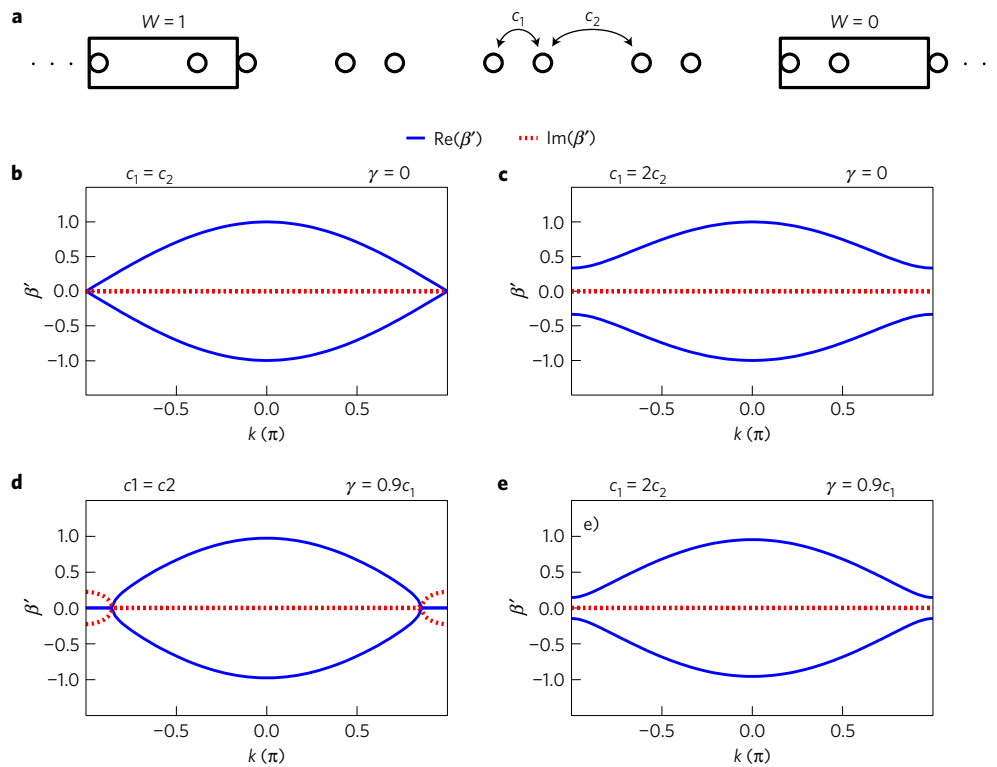 a
W = 1
c₁
c₂
W = 0
. . .
. .
Re(β′)
Im(β′)
b
c₁ = c₂
γ = 0
β′
1.0
0.5
0.0
−0.5
−1.0
−0.5
0.0
0.5
k (π)
c
c₁ = 2c₂
γ = 0
β′
1.0
0.5
0.0
−0.5
−1.0
−0.5
0.0
0.5
k (π)
d
c1 = c2
γ = 0.9c₁
β′
1.0
0.5
0.0
−0.5
−1.0
−0.5
0.0
0.5
k (π)
e
c₁ = 2c₂
γ = 0.9c₁
e)
β′
1.0
0.5
0.0
−0.5
−1.0
−0.5
0.0
0.5
k (π)